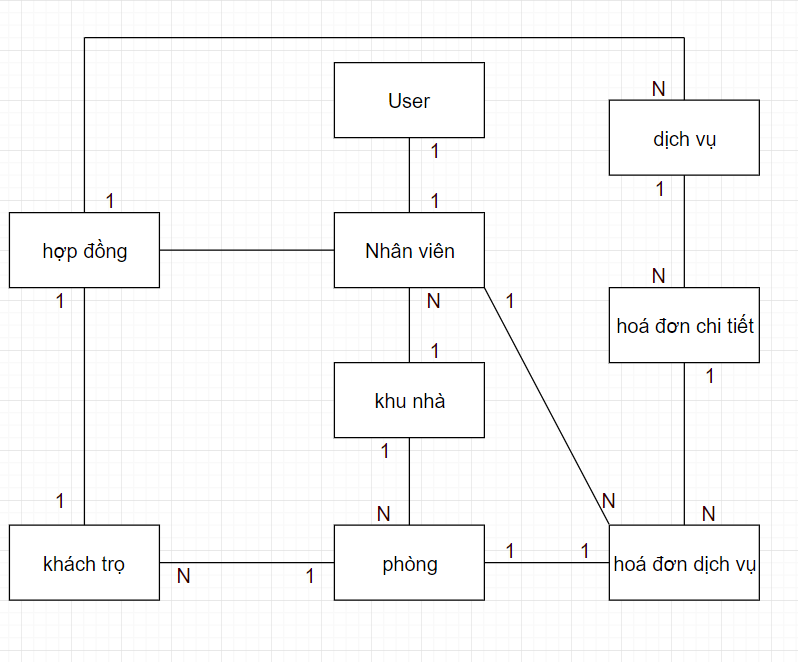 User
N
dịch vụ
1
1
1
1
hợp đồng
Nhân viên
N
hoá đơn chi tiết
1
N
1
1
1
khu nhà
1
1
1
N
N
N
khách trọ
N
1
phòng
1
1
hoá đơn dịch vụ